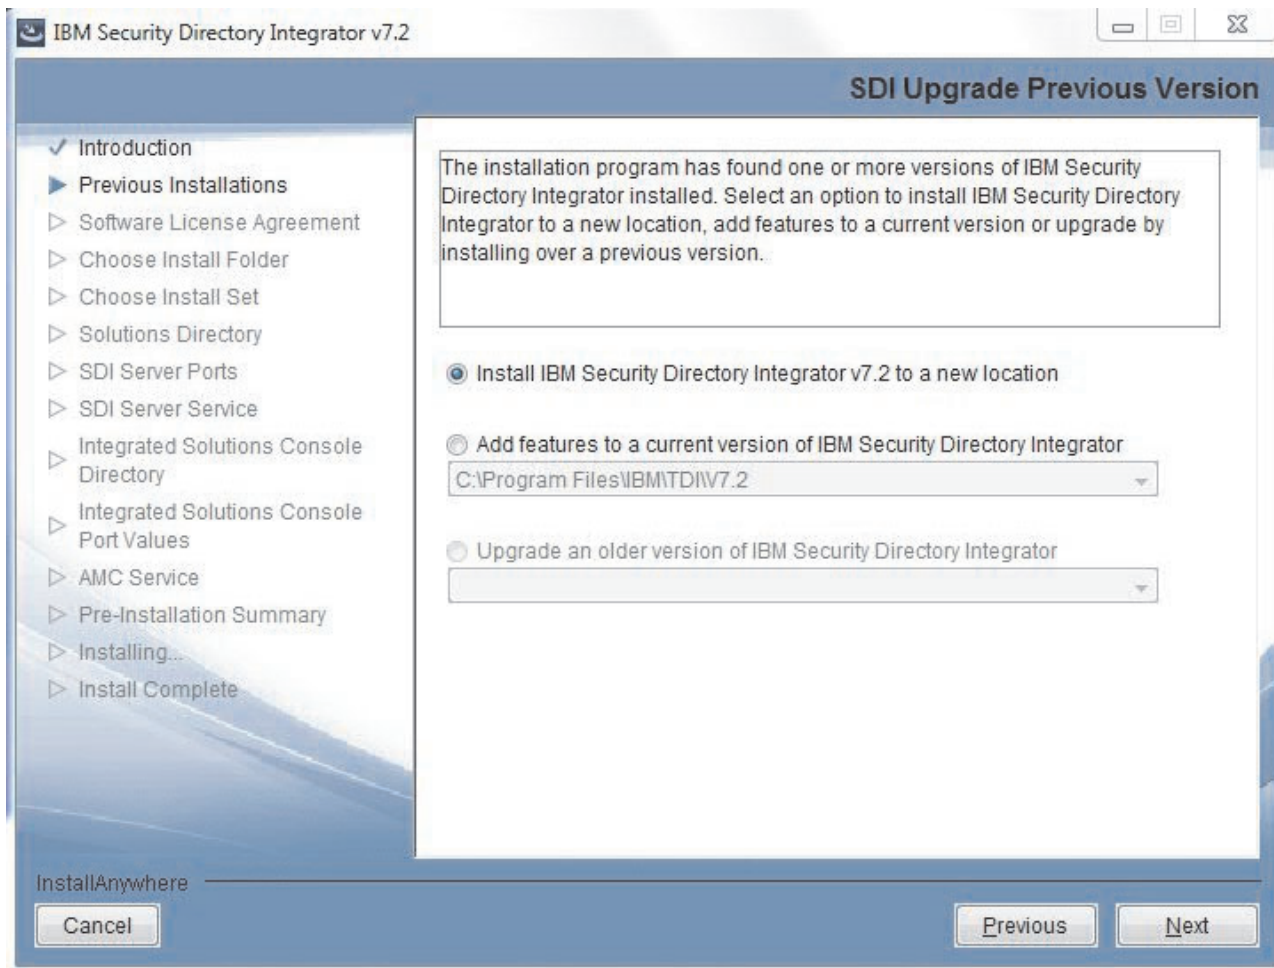 IBM Security Directory Integrator v7.2
SDI Upgrade Previous Version
Introduction
Previous Installations
Software License Agreement
Choose Install Folder
Choose Install Set
Solutions Directory
SDI Server Ports
SDI Server Service
Integrated Solutions Console
Directory
Integrated Solutions Console
Port Values
AMC Service
Pre-Installation Summary
Installing...
Install Complete
The installation program has found one or more versions of IBM Security
Directory Integrator installed. Select an option to install IBM Security Directory
Integrator to a new location, add features to a current version or upgrade by
installing over a previous version.
Install IBM Security Directory Integrator v7.2 to a new location
Add features to a current version of IBM Security Directory Integrator
C:\Program Files\IBM\TDI\V7.2
Upgrade an older version of IBM Security Directory Integrator
InstallAnywhere
Cancel
Previous
Next